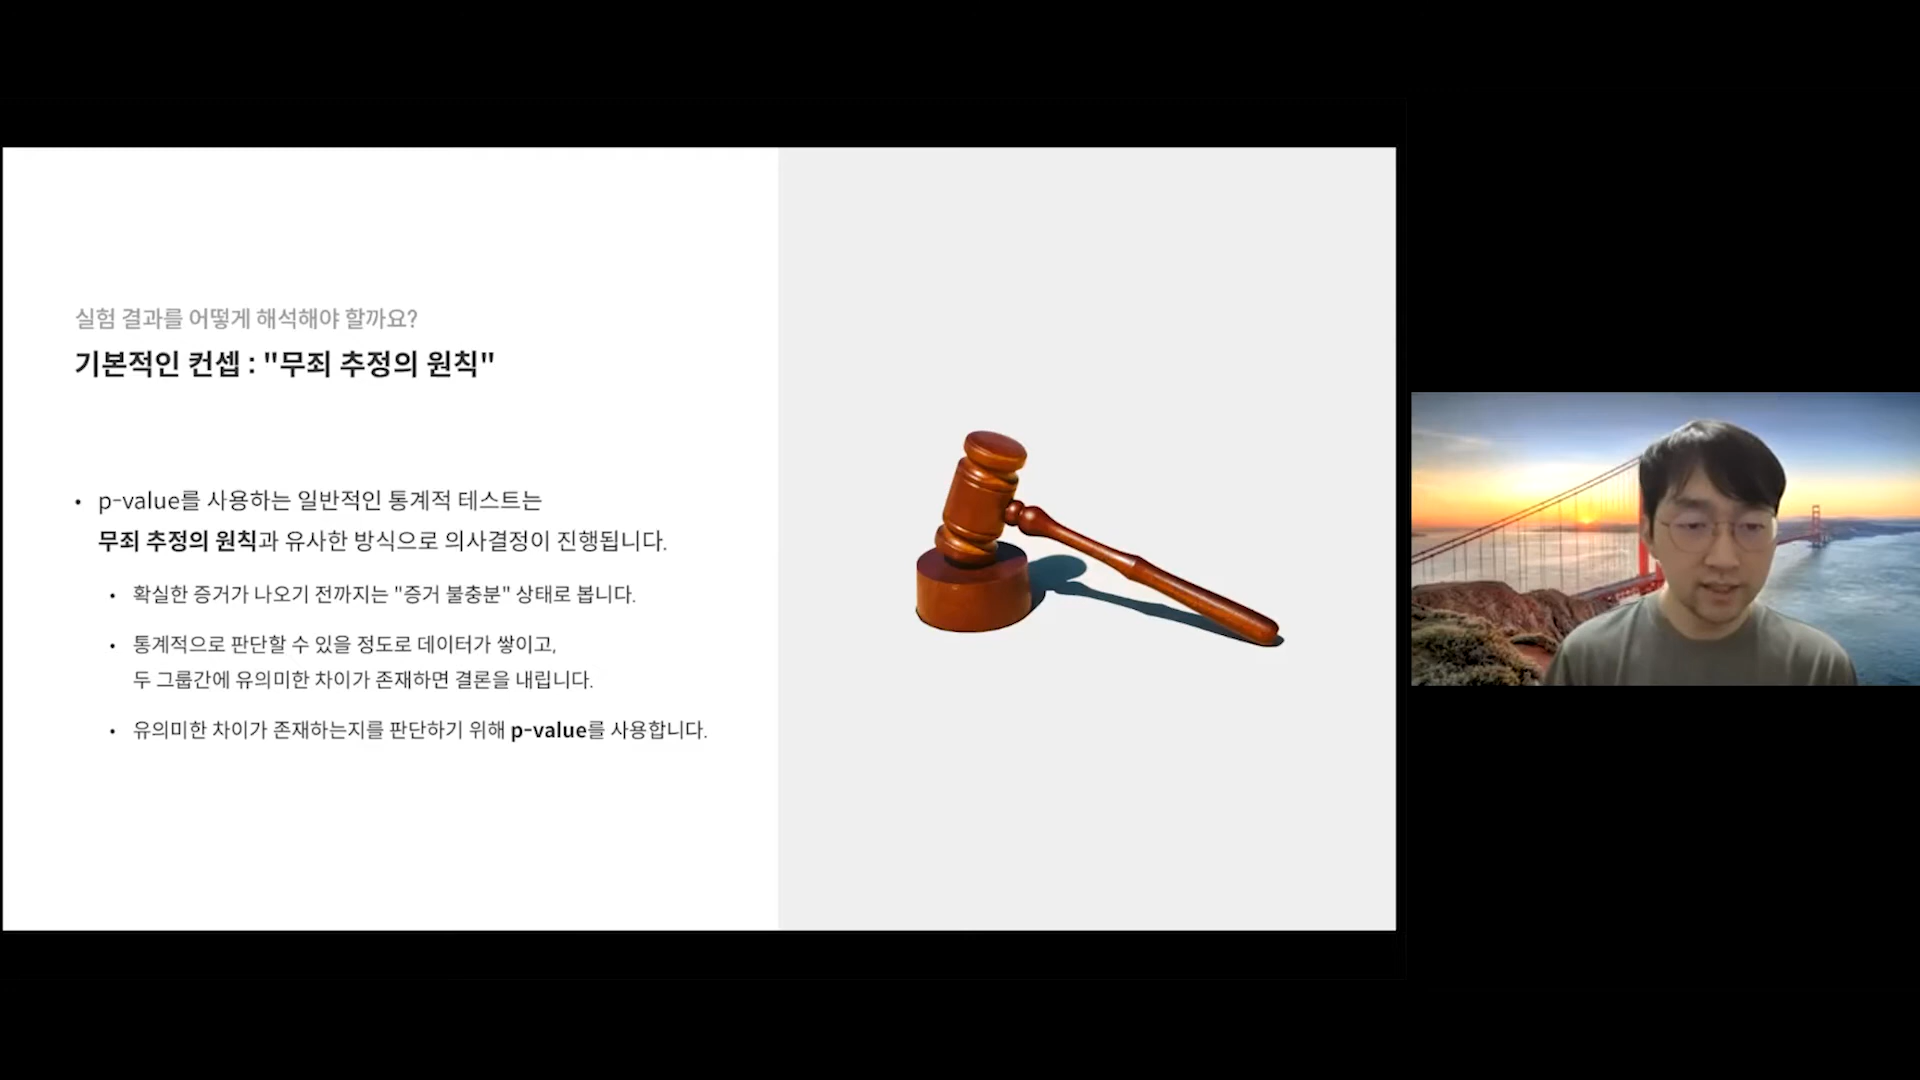 실험 결과를 어떻게 해석해야 할까요?
기본적인 컨셉 : "무죄 추정의 원칙"
• p-value를 사용하는 일반적인 통계적 테스트는
무죄 추정의 원칙과 유사한 방식으로 의사결정이 진행됩니다.
• 확실한 증거가 나오기 전까지는 "증거 불충분" 상태로 봅니다.
• 통계적으로 판단할 수 있을 정도로 데이터가 쌓이고,
두 그룹간에 유의미한 차이가 존재하면 결론을 내립니다.
• 유의미한 차이가 존재하는지를 판단하기 위해 p-value를 사용합니다.